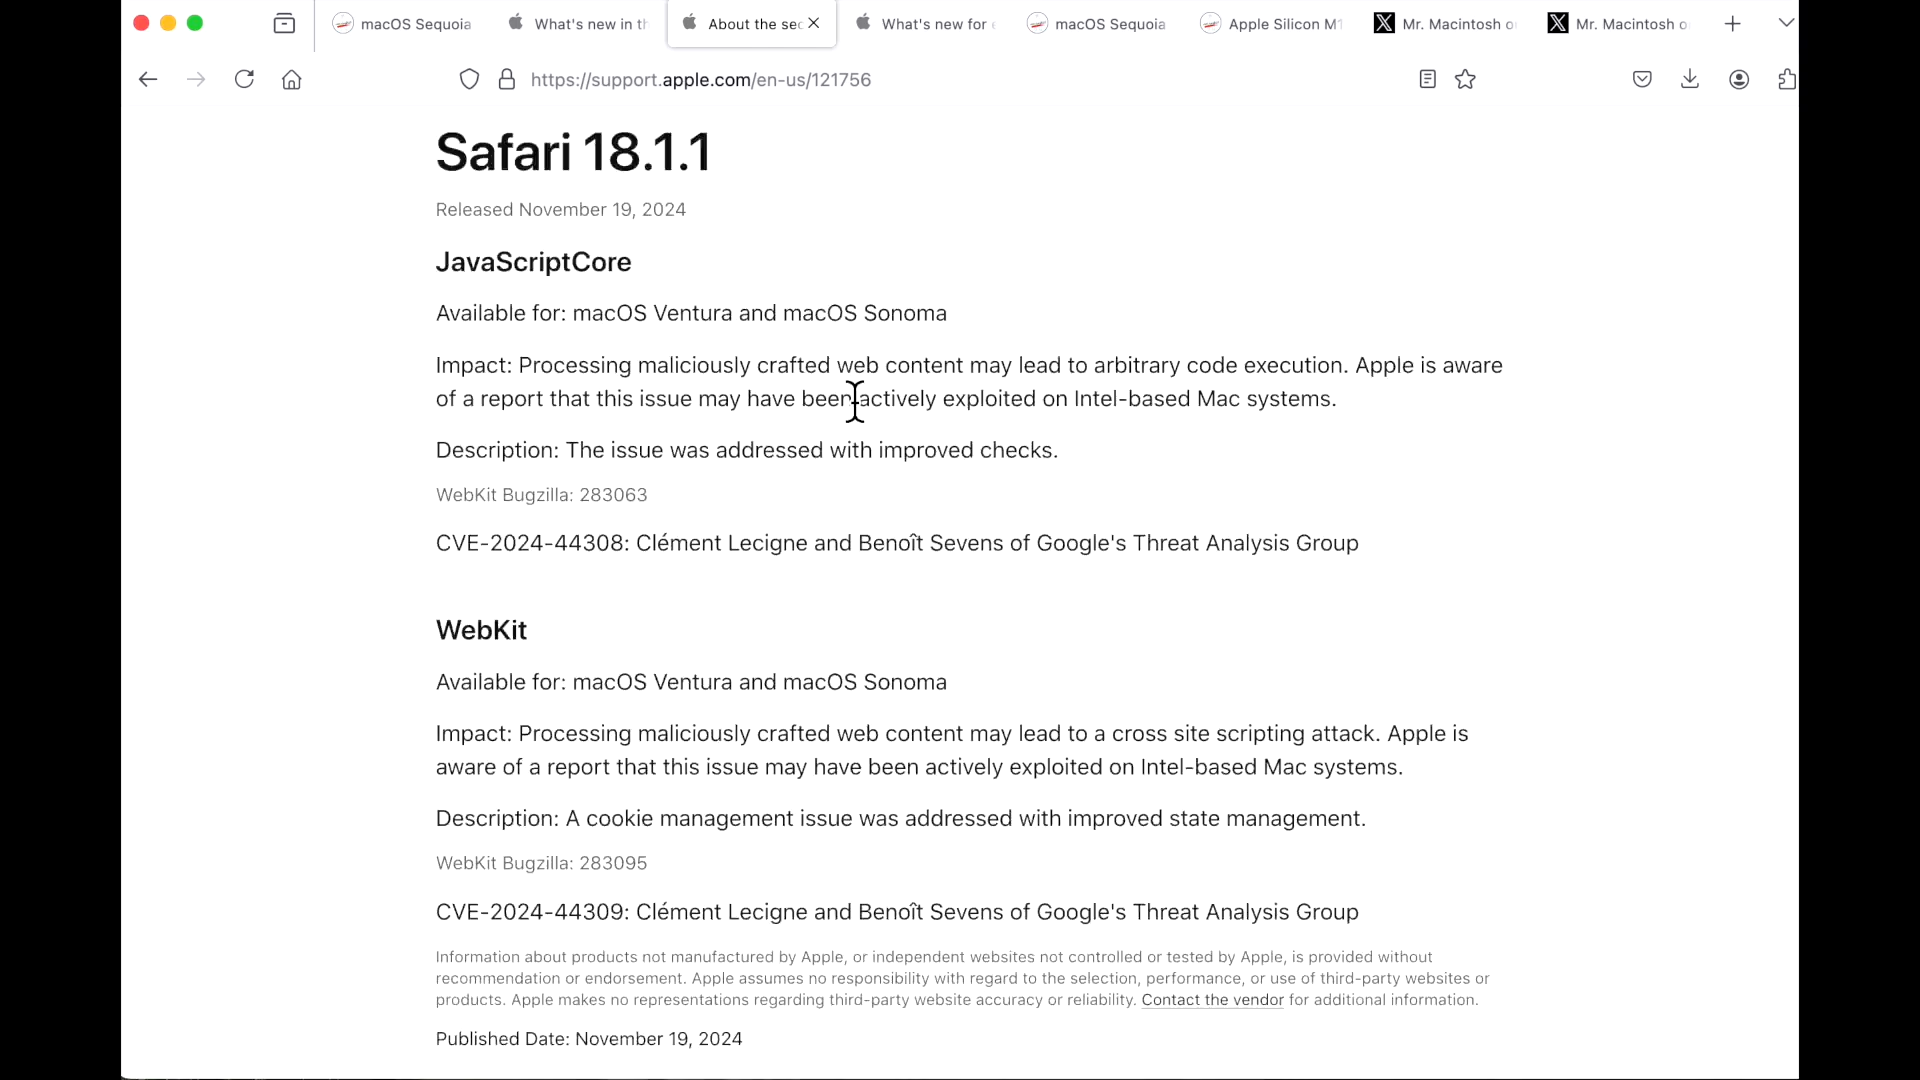 macOS Sequoia
What's new in th
About the sec
What's new for e
macOS Sequoia
Apple Silicon M1
Mr. Macintosh o
Mr. Macintosh o
https://support.apple.com/en-us/121756
Safari 18.1.1
Released November 19, 2024
JavaScriptCore
Available for: macOS Ventura and macOS Sonoma
Impact: Processing maliciously crafted web content may lead to arbitrary code execution. Apple is aware
of a report that this issue may have been actively exploited on Intel-based Mac systems.
Description: The issue was addressed with improved checks.
WebKit Bugzilla: 283063
CVE-2024-44308: Clément Lecigne and Benoît Sevens of Google's Threat Analysis Group
WebKit
Available for: macOS Ventura and macOS Sonoma
Impact: Processing maliciously crafted web content may lead to a cross site scripting attack. Apple is
aware of a report that this issue may have been actively exploited on Intel-based Mac systems.
Description: A cookie management issue was addressed with improved state management.
WebKit Bugzilla: 283095
CVE-2024-44309: Clément Lecigne and Benoît Sevens of Google's Threat Analysis Group
Information about products not manufactured by Apple, or independent websites not controlled or tested by Apple, is provided without
recommendation or endorsement. Apple assumes no responsibility with regard to the selection, performance, or use of third-party websites or
products. Apple makes no representations regarding third-party website accuracy or reliability. Contact the vendor for additional information.
Published Date: November 19, 2024